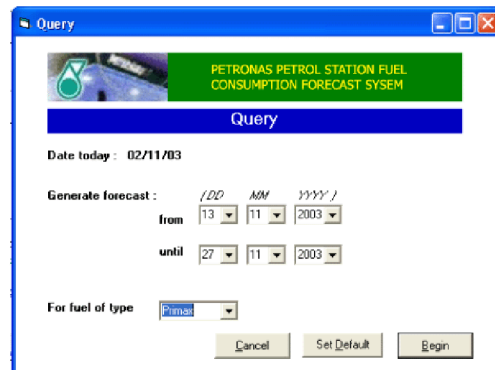 Query
PETRONAS PETROL STATION FUEL
CONSUMPTION FORECAST SYSEM
Query
Date today : 02/11/03
Generate forecast : (DD MM YYYY )
from 13 11 2003
until 27 11 2003
For fuel of type Primax
Cancel Set Default Begin